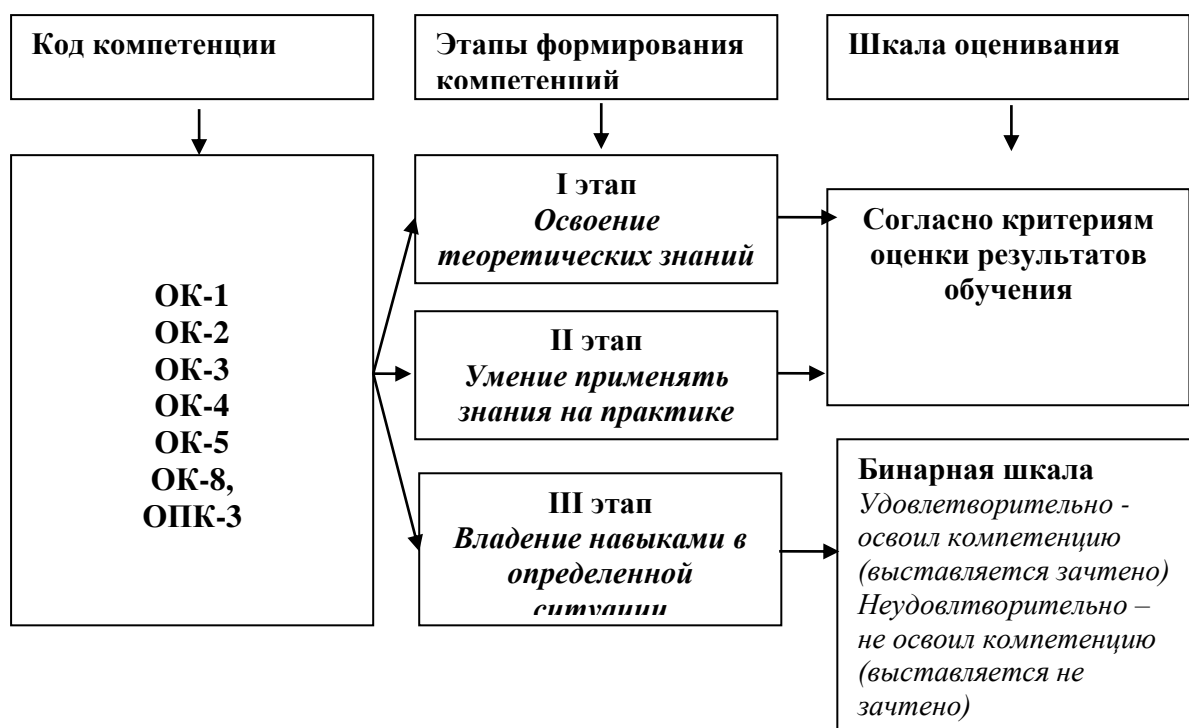 Код компетенции
Этапы формирования
компетенций
Шкала оценивания
ОК-1
ОК-2
ОК-3
ОК-4
ОК-5
ОК-8,
ОПК-3
I этап
Освоение
теоретических знаний
II этап
Умение применять
знания на практике
III этап
Владение навыками в
определенной
ситуации
Согласно критериям
оценки результатов
обучения
Бинарная шкала
Удовлетворительно -
освоил компетенцию
(выставляется зачтено)
Неудовлтворительно –
не освоил компетенцию
(выставляется не
зачтено)